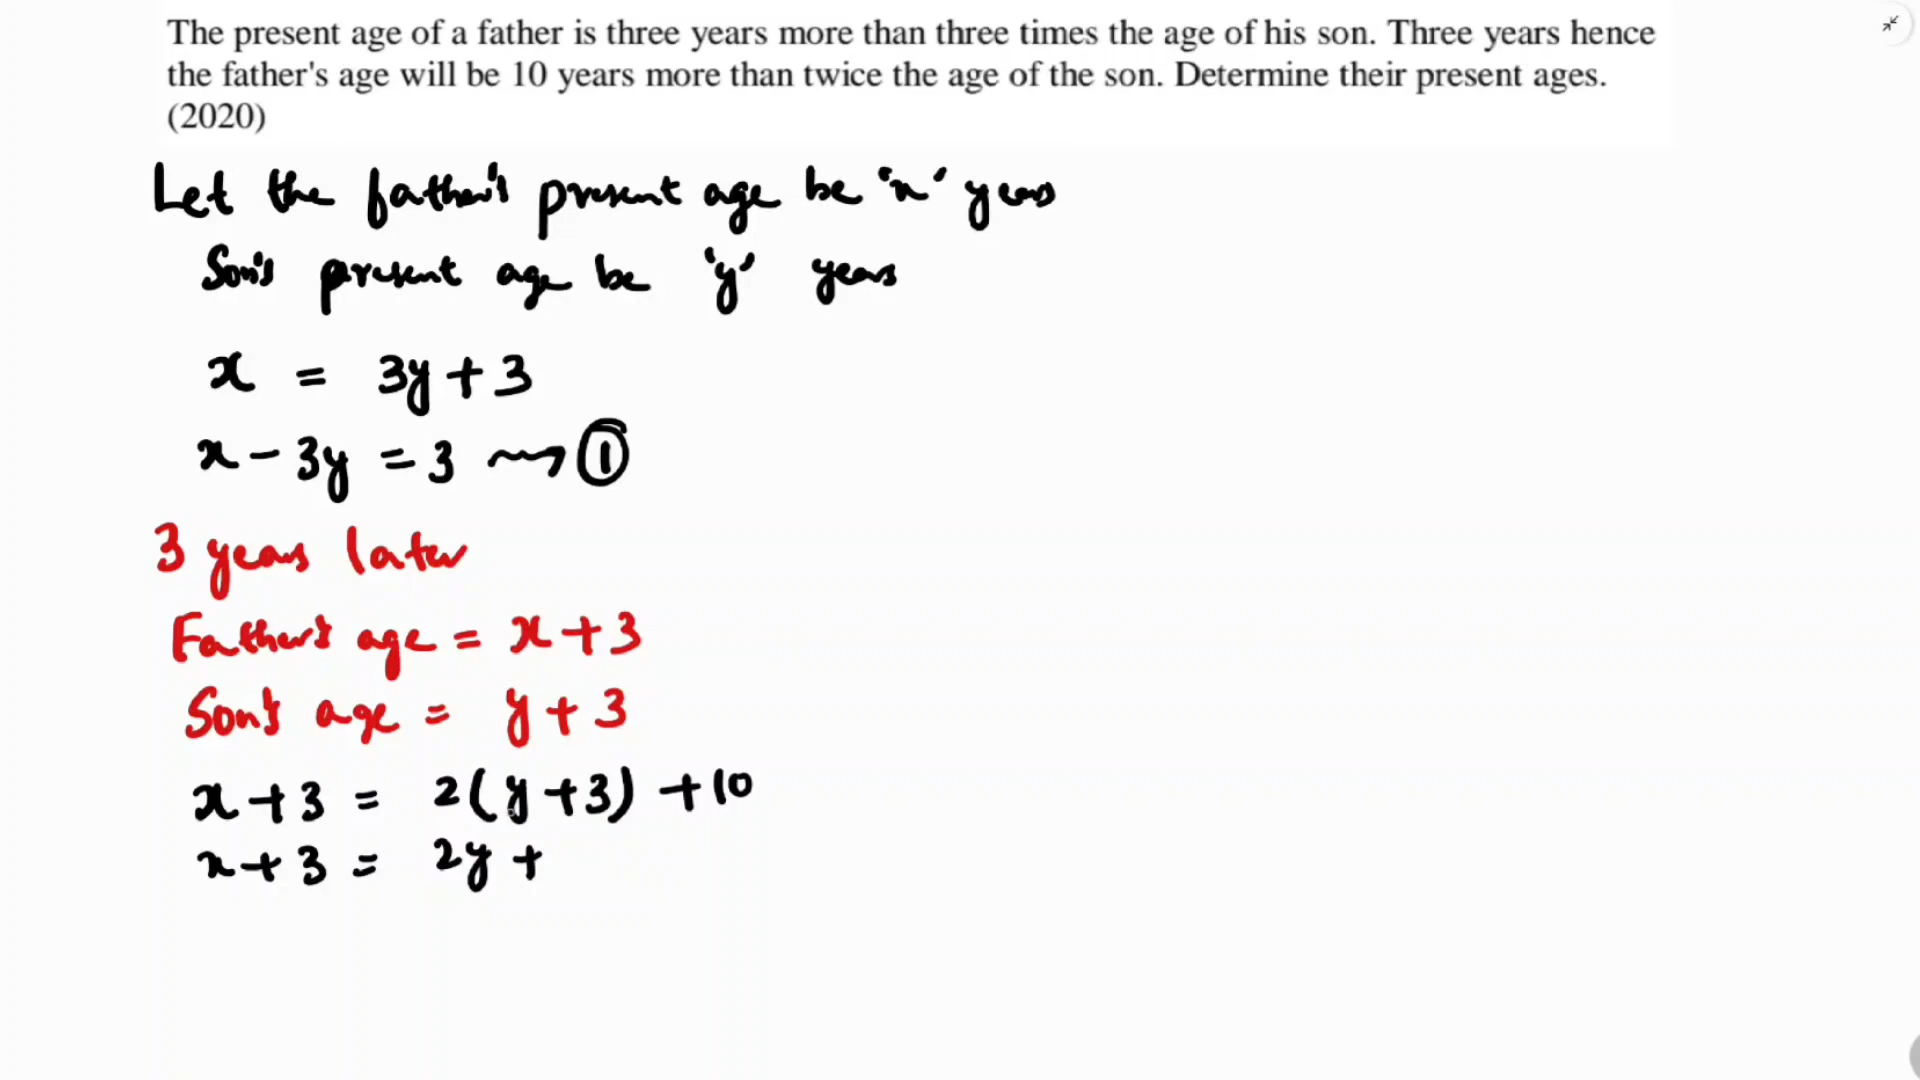 The present age of a father is three years more than three times the age of his son. Three years hence
the father's age will be 10 years more than twice the age of the son. Determine their present ages.
(2020)
Let the father's present age be 'x' years
Son's present age be 'y' years
x = 3y + 3
x - 3y = 3 ⇝ ①
3 years later
Father's age = x + 3
Son's age = y + 3
x + 3 = 2(y + 3) + 10
x + 3 = 2y +